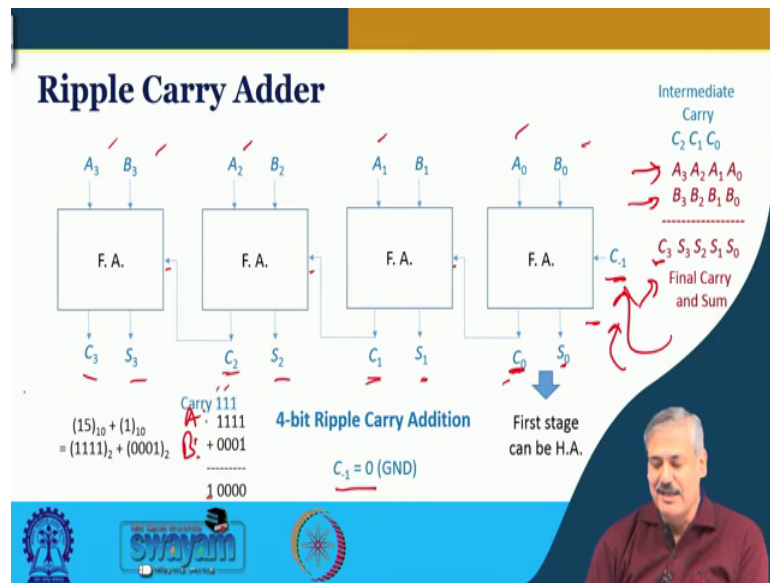 Ripple Carry Adder
Intermediate
Carry
C₂ C₁ C₀
A₃ A₂ A₁ A₀
B₃ B₂ B₁ B₀
-----------------
C₃ S₃ S₂ S₁ S₀
Final Carry
and Sum
A₃ B₃ A₂ B₂ A₁ B₁ A₀ B₀
F. A. F. A. F. A. F. A. C₋₁
C₃ S₃ C₂ S₂ C₁ S₁ C₀ S₀
(15)₁₀ + (1)₁₀
= (1111)₂ + (0001)₂
Carry 111
A. 1111
B. + 0001
---------
1 0000
4-bit Ripple Carry Addition
C₋₁ = 0 (GND)
First stage
can be H.A.
swayam